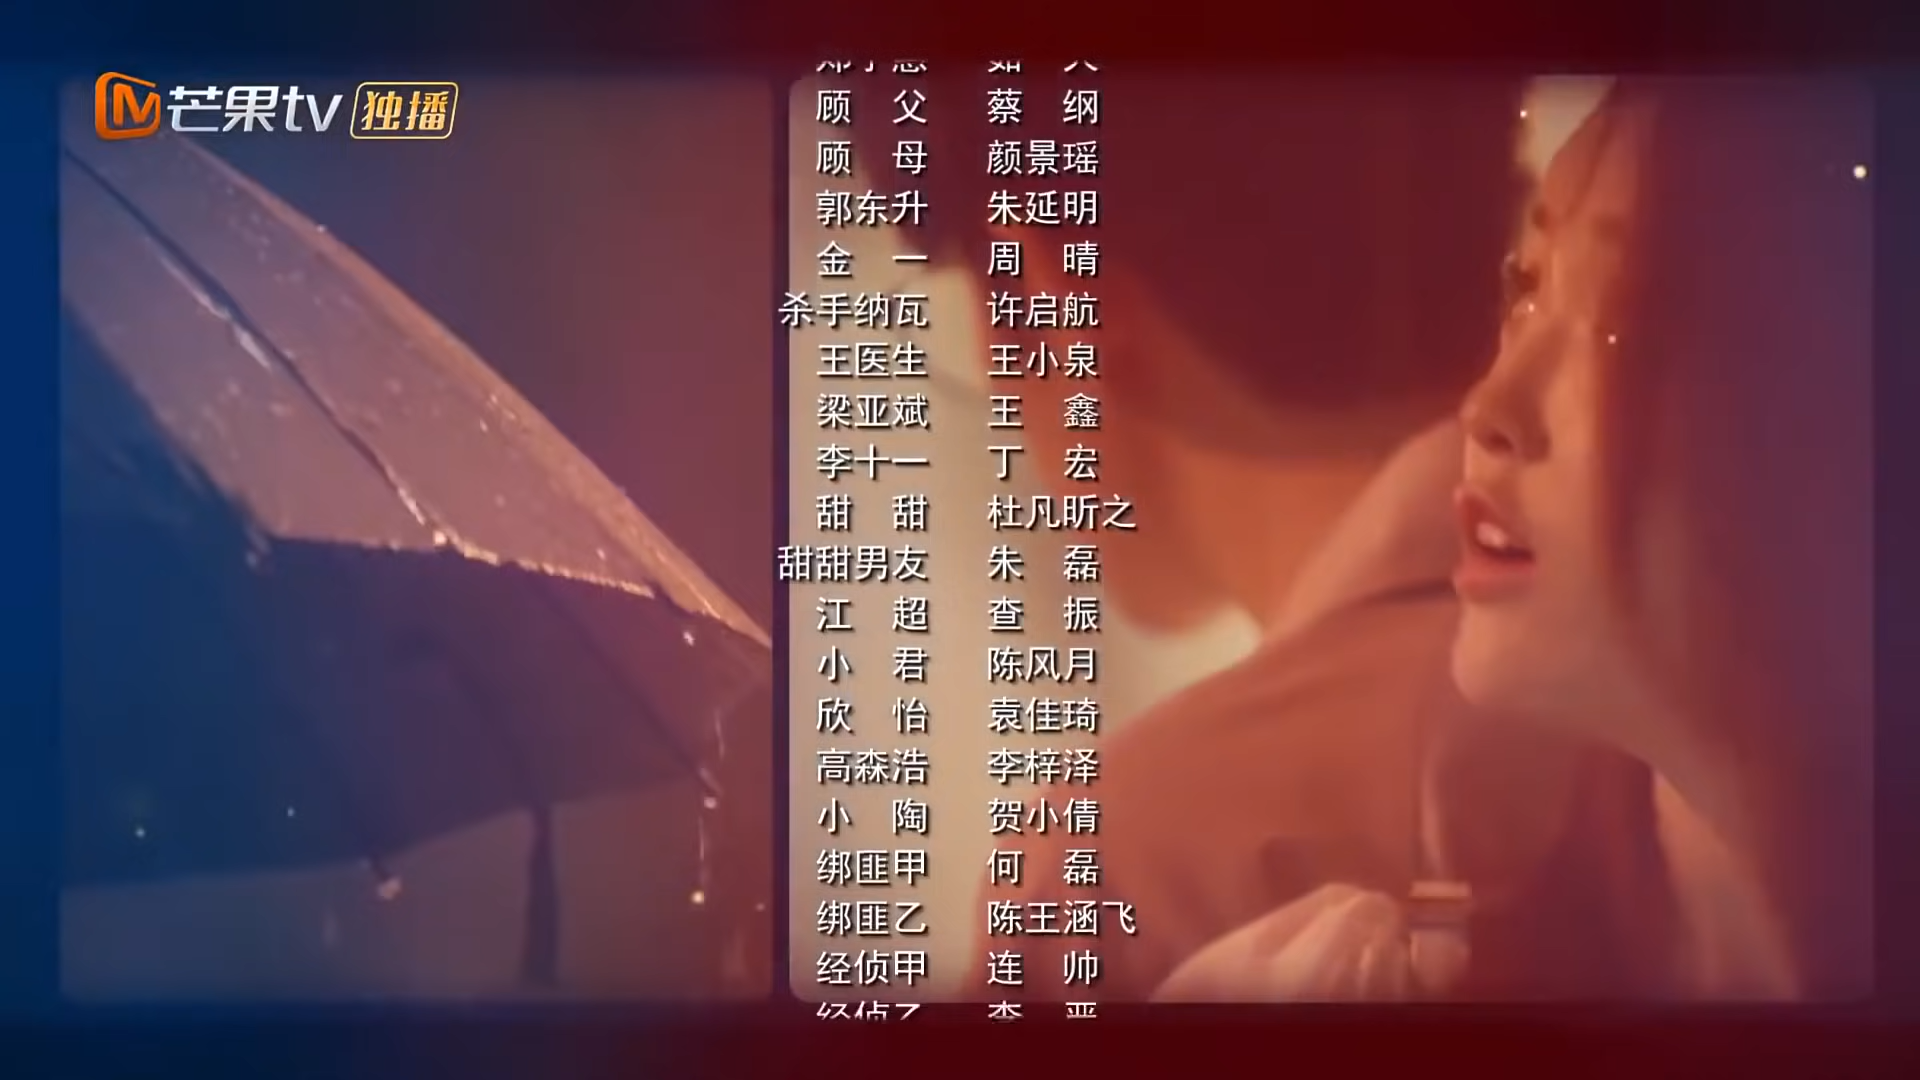 芒果tv 独播
顾 父 蔡 纲
顾 母 颜景瑶
郭东升 朱延明
金 一 周 晴
杀手纳瓦 许启航
王医生 王小泉
梁亚斌 王 鑫
李十一 丁 宏
甜 甜 杜凡昕之
甜甜男友 朱 磊
江 超 查 振
小 君 陈风月
欣 怡 袁佳琦
高森浩 李梓泽
小 陶 贺小倩
绑匪甲 何 磊
绑匪乙 陈王涵飞
经侦甲 连 帅
经侦乙